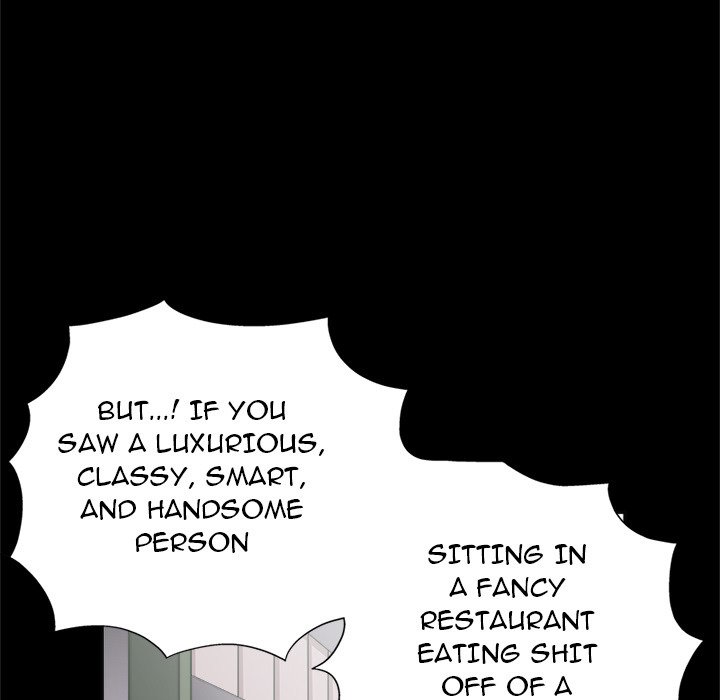 BUT...! IF YOU
SAW A LUXURIOUS,
CLASSY, SMART,
AND HANDSOME
PERSON
SITTING IN
A FANCY
RESTAURANT
EATING SHIT
OFF OF A